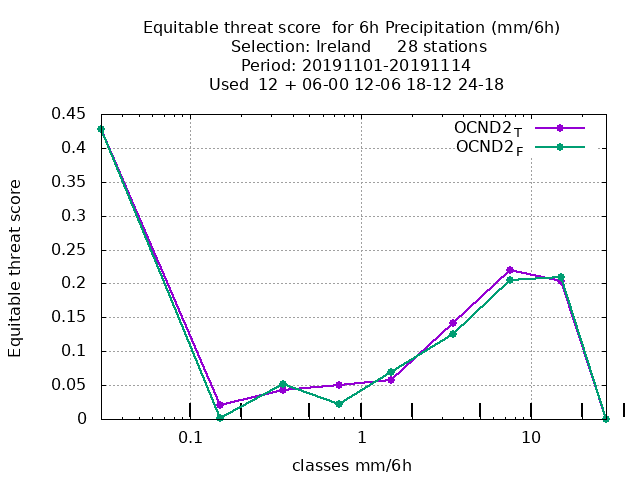 Equitable threat score  for 6h Precipitation (mm/6h)
Selection: Ireland     28 stations
Period: 20191101-20191114
Used  12 + 06-00 12-06 18-12 24-18
OCND2T
OCND2F
0.45
0.4
0.35
0.3
0.25
0.2
0.15
0.1
0.05
0
Equitable threat score
0.1 1 10
classes mm/6h